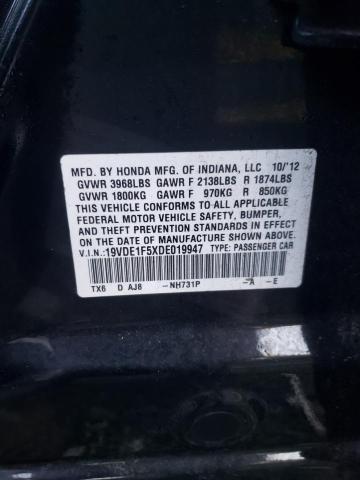 MFD. BY HONDA MFG. OF INDIANA, LLC 10/'12
GVWR 3968LBS GAWR F 2138LBS R 1874LBS
GVWR 1800KG GAWR F 970KG R 850KG
THIS VEHICLE CONFORMS TO ALL APPLICABLE
FEDERAL MOTOR VEHICLE SAFETY, BUMPER,
AND THEFT PREVENTION STANDARDS IN EFFECT
ON THE DATE OF MANUFACTURE SHOWN ABOVE.
V.I.N.:19VDE1F5XDE019947 TYPE: PASSENGER CAR
TX6 D AJ8 -NH731P -A -E